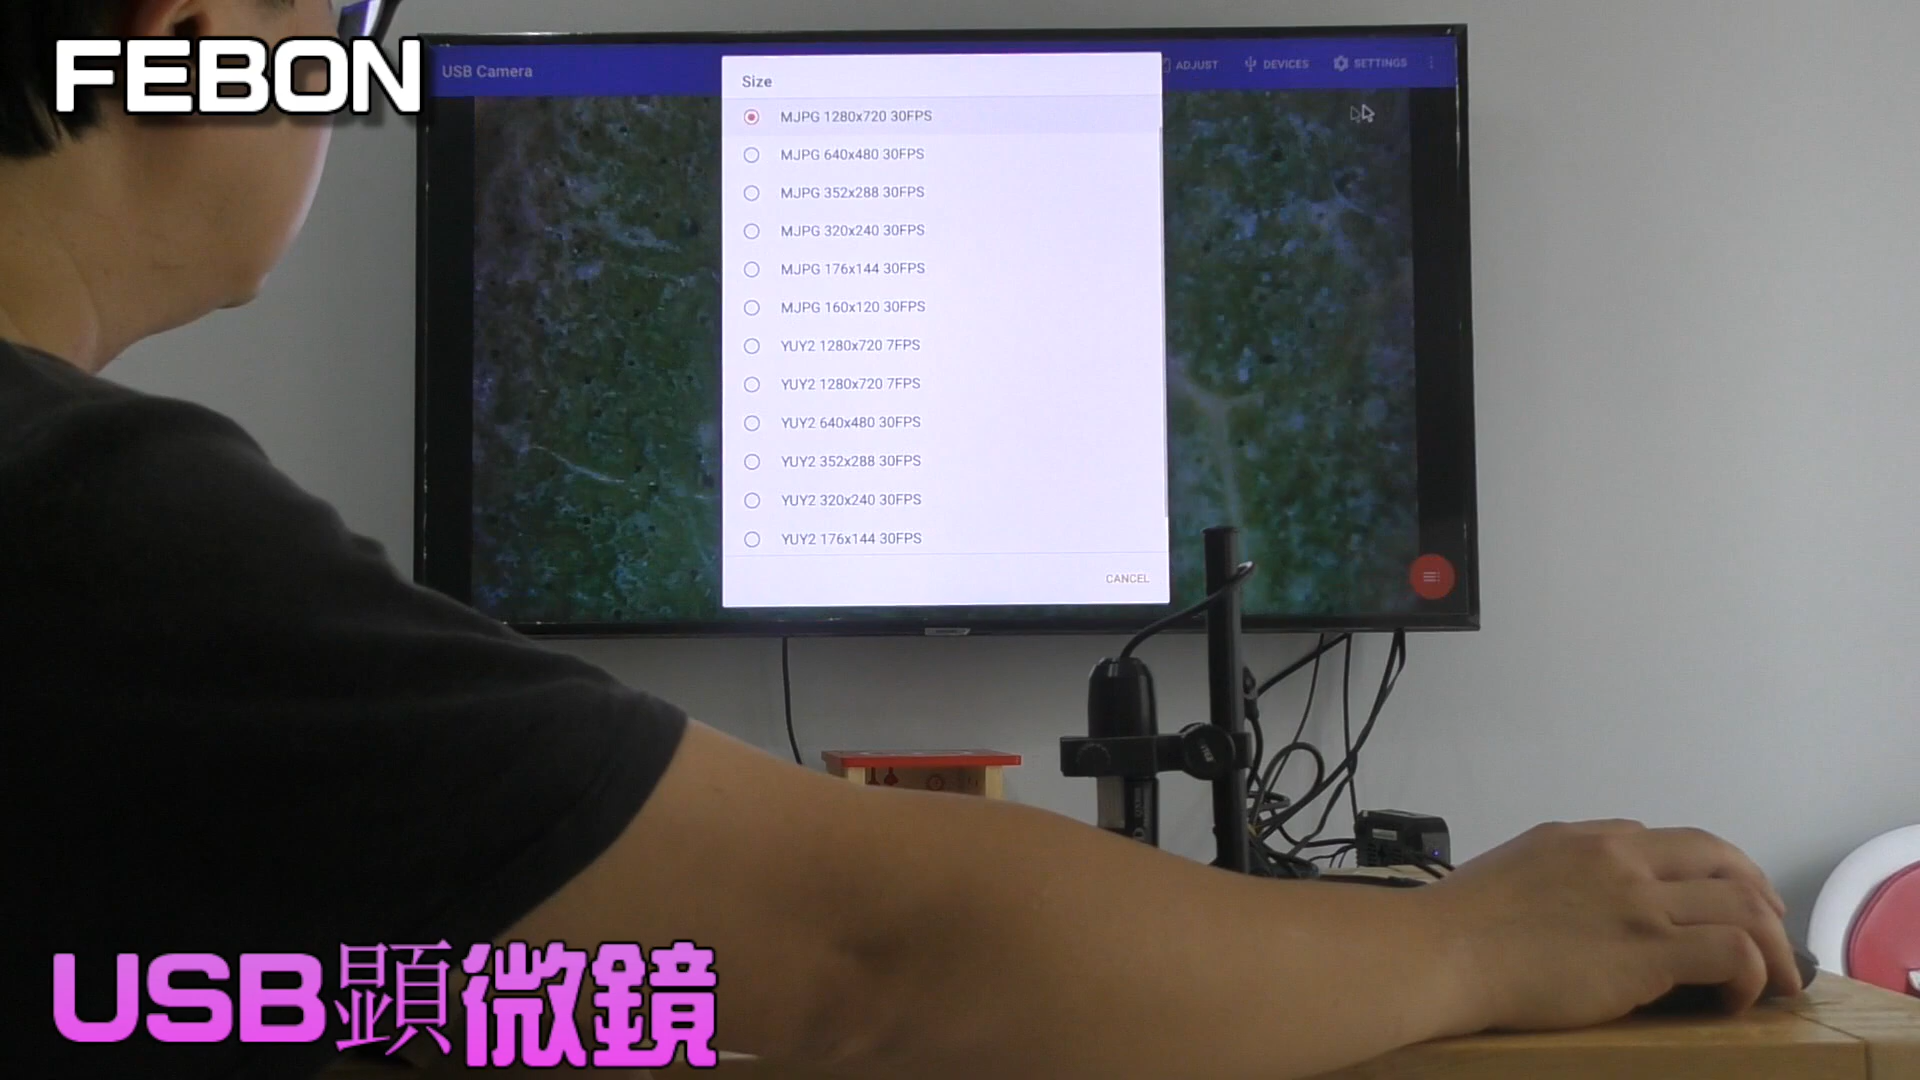 FEBON
USB Camera
ADJUST
DEVICES
SETTINGS
Size
MJPG 1280x720 30FPS
MJPG 640x480 30FPS
MJPG 352x288 30FPS
MJPG 320x240 30FPS
MJPG 176x144 30FPS
MJPG 160x120 30FPS
YUY2 1280x720 7FPS
YUY2 1280x720 7FPS
YUY2 640x480 30FPS
YUY2 352x288 30FPS
YUY2 320x240 30FPS
YUY2 176x144 30FPS
CANCEL
USB顕微鏡